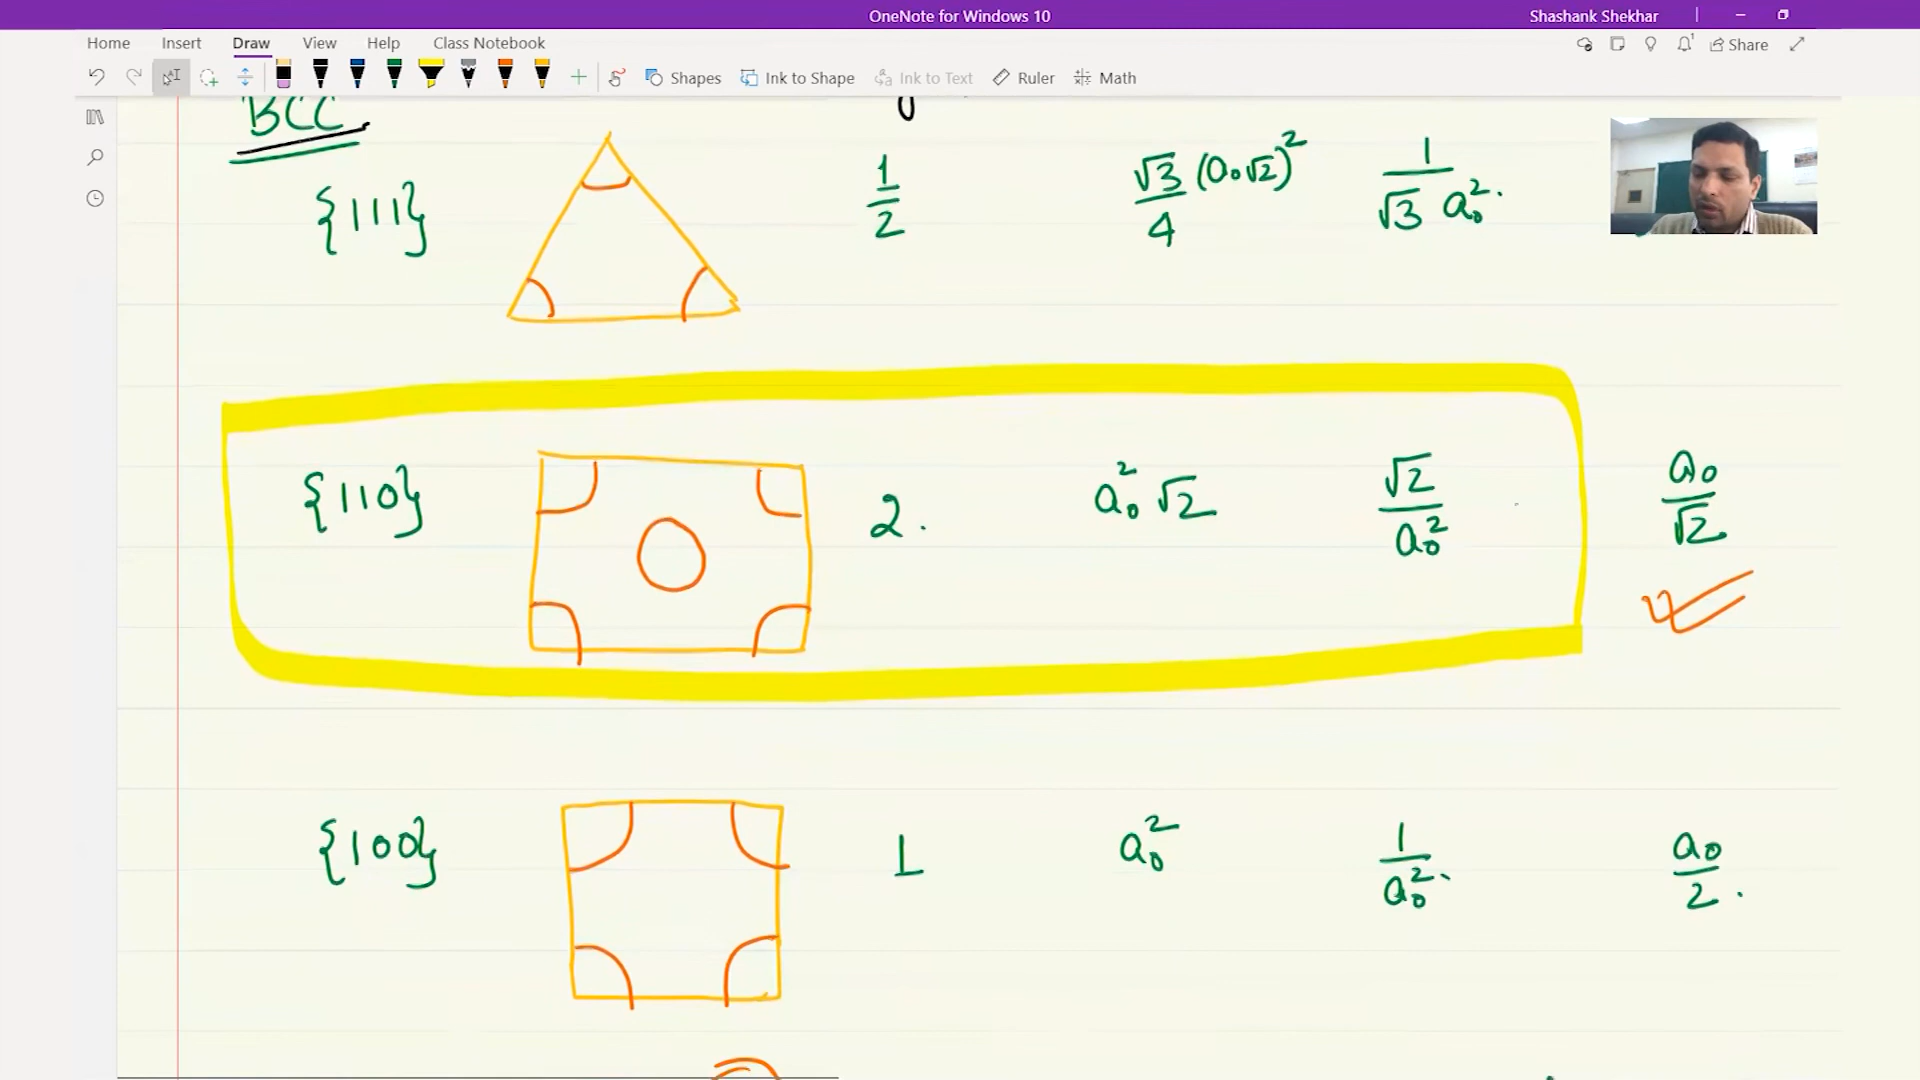 OneNote for Windows 10
Shashank Shekhar
Home Insert Draw View Help Class Notebook
Share
Shapes Ink to Shape Ink to Text Ruler Math
BCC
{111} 1/2 √3/4 (a₀√2)² 1/√3 a₀².
{110} 2. a₀²√2 √2/a₀² a₀/√2
{100} 1 a₀² 1/a₀². a₀/2.